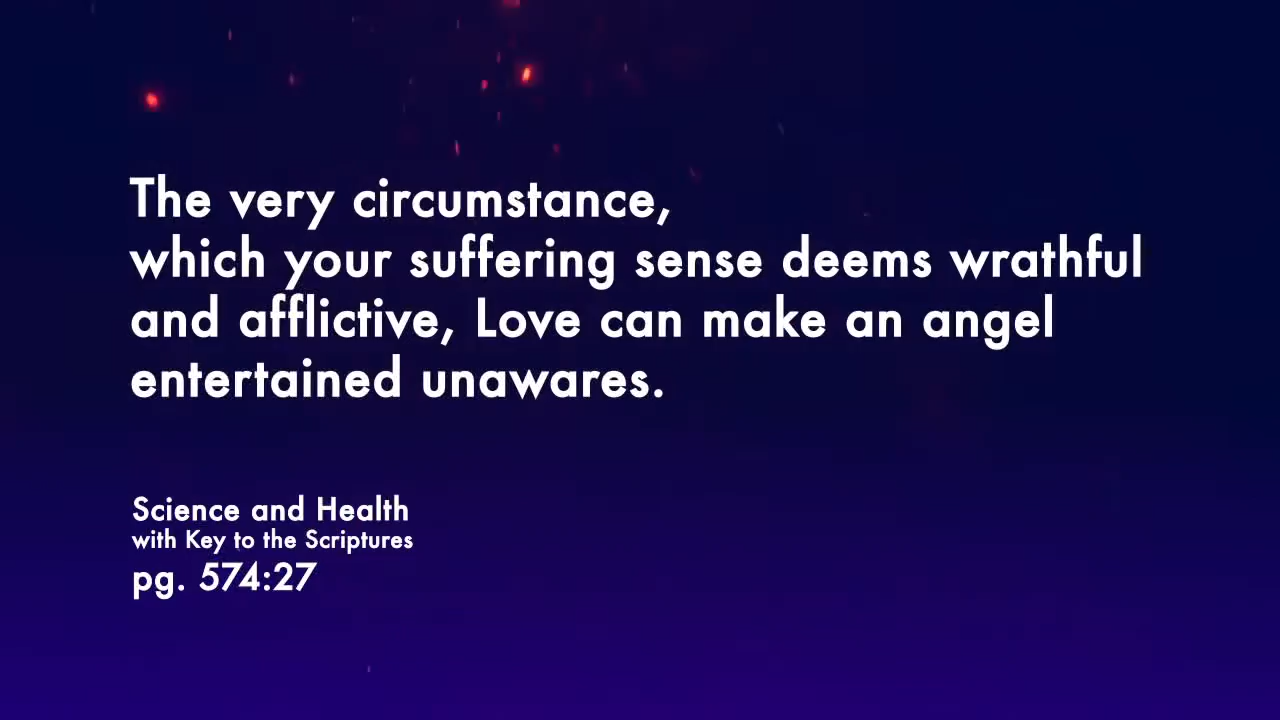 The very circumstance,
which your suffering sense deems wrathful
and afflictive, Love can make an angel
entertained unawares.
Science and Health
with Key to the Scriptures
pg. 574:27